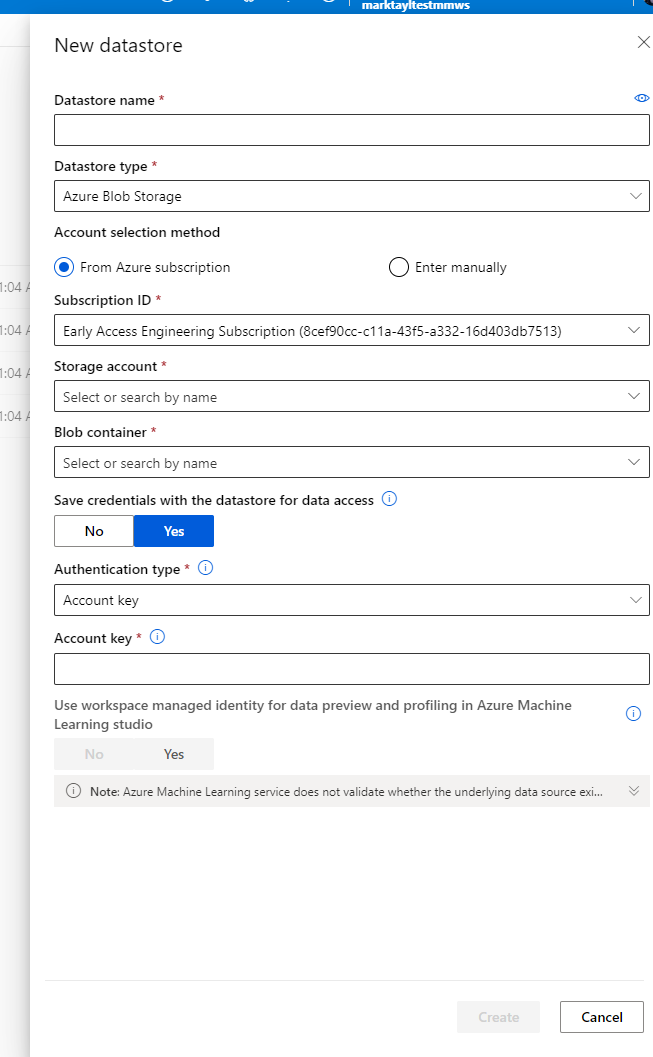 marktayltestmmws
New datastore
Datastore name *
Datastore type *
Azure Blob Storage
Account selection method
From Azure subscription
Enter manually
Subscription ID *
Early Access Engineering Subscription (8cef90cc-c11a-43f5-a332-16d403db7513)
Storage account *
Select or search by name
Blob container *
Select or search by name
Save credentials with the datastore for data access
No
Yes
Authentication type *
Account key
Account key *
Use workspace managed identity for data preview and profiling in Azure Machine
Learning studio
No
Yes
Note: Azure Machine Learning service does not validate whether the underlying data source exi...
Create
Cancel
1:04 A
1:04 A
1:04 A
1:04 A